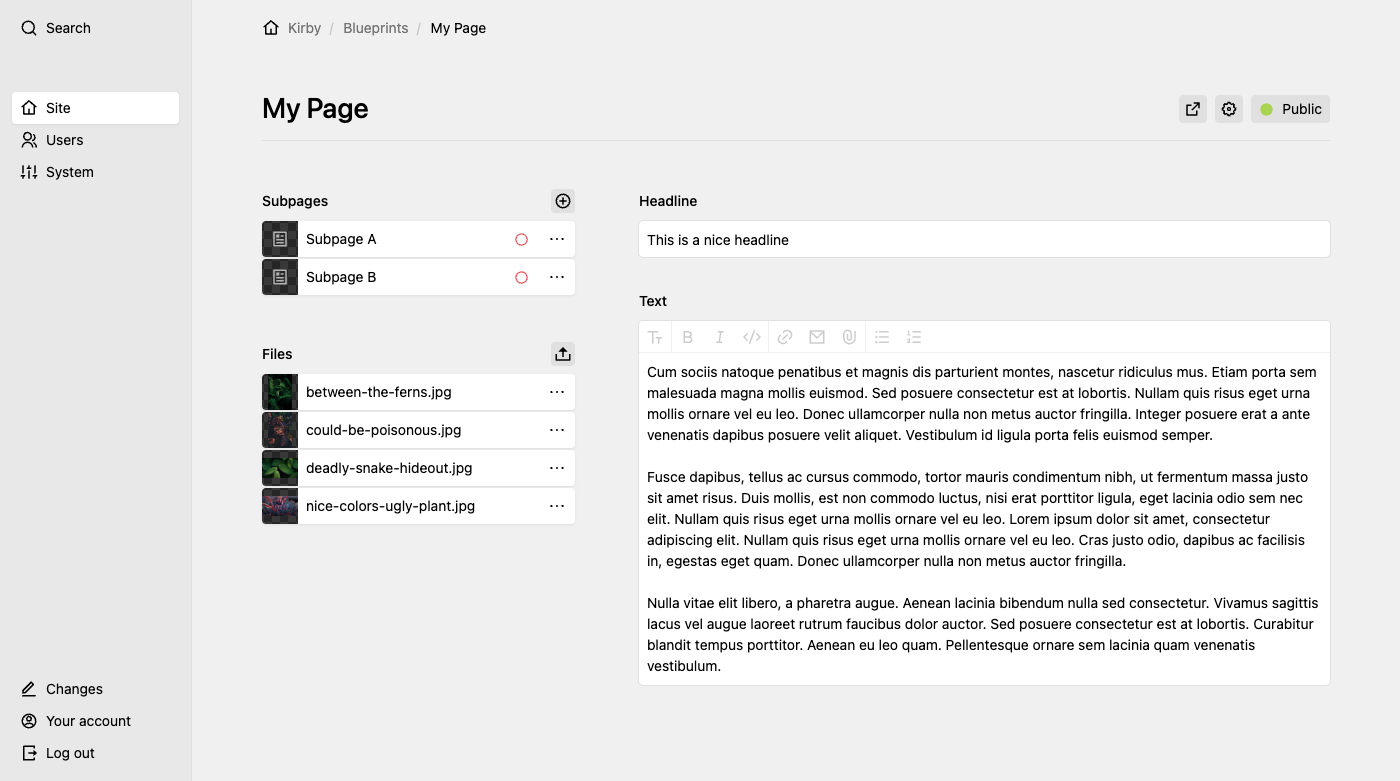 Search
Site
Users
System
Changes
Your account
Log out
Kirby / Blueprints / My Page
My Page
Public
Subpages
Subpage A
Subpage B
Files
between-the-ferns.jpg
could-be-poisonous.jpg
deadly-snake-hideout.jpg
nice-colors-ugly-plant.jpg
Headline
This is a nice headline
Text
Cum sociis natoque penatibus et magnis dis parturient montes, nascetur ridiculus mus. Etiam porta sem
malesuada magna mollis euismod. Sed posuere consectetur est at lobortis. Nullam quis risus eget urna
mollis ornare vel eu leo. Donec ullamcorper nulla non metus auctor fringilla. Integer posuere erat a ante
venenatis dapibus posuere velit aliquet. Vestibulum id ligula porta felis euismod semper.
Fusce dapibus, tellus ac cursus commodo, tortor mauris condimentum nibh, ut fermentum massa justo
sit amet risus. Duis mollis, est non commodo luctus, nisi erat porttitor ligula, eget lacinia odio sem nec
elit. Nullam quis risus eget urna mollis ornare vel eu leo. Lorem ipsum dolor sit amet, consectetur
adipiscing elit. Nullam quis risus eget urna mollis ornare vel eu leo. Cras justo odio, dapibus ac facilisis
in, egestas eget quam. Donec ullamcorper nulla non metus auctor fringilla.
Nulla vitae elit libero, a pharetra augue. Aenean lacinia bibendum nulla sed consectetur. Vivamus sagittis
lacus vel augue laoreet rutrum faucibus dolor auctor. Sed posuere consectetur est at lobortis. Curabitur
blandit tempus porttitor. Aenean eu leo quam. Pellentesque ornare sem lacinia quam venenatis
vestibulum.